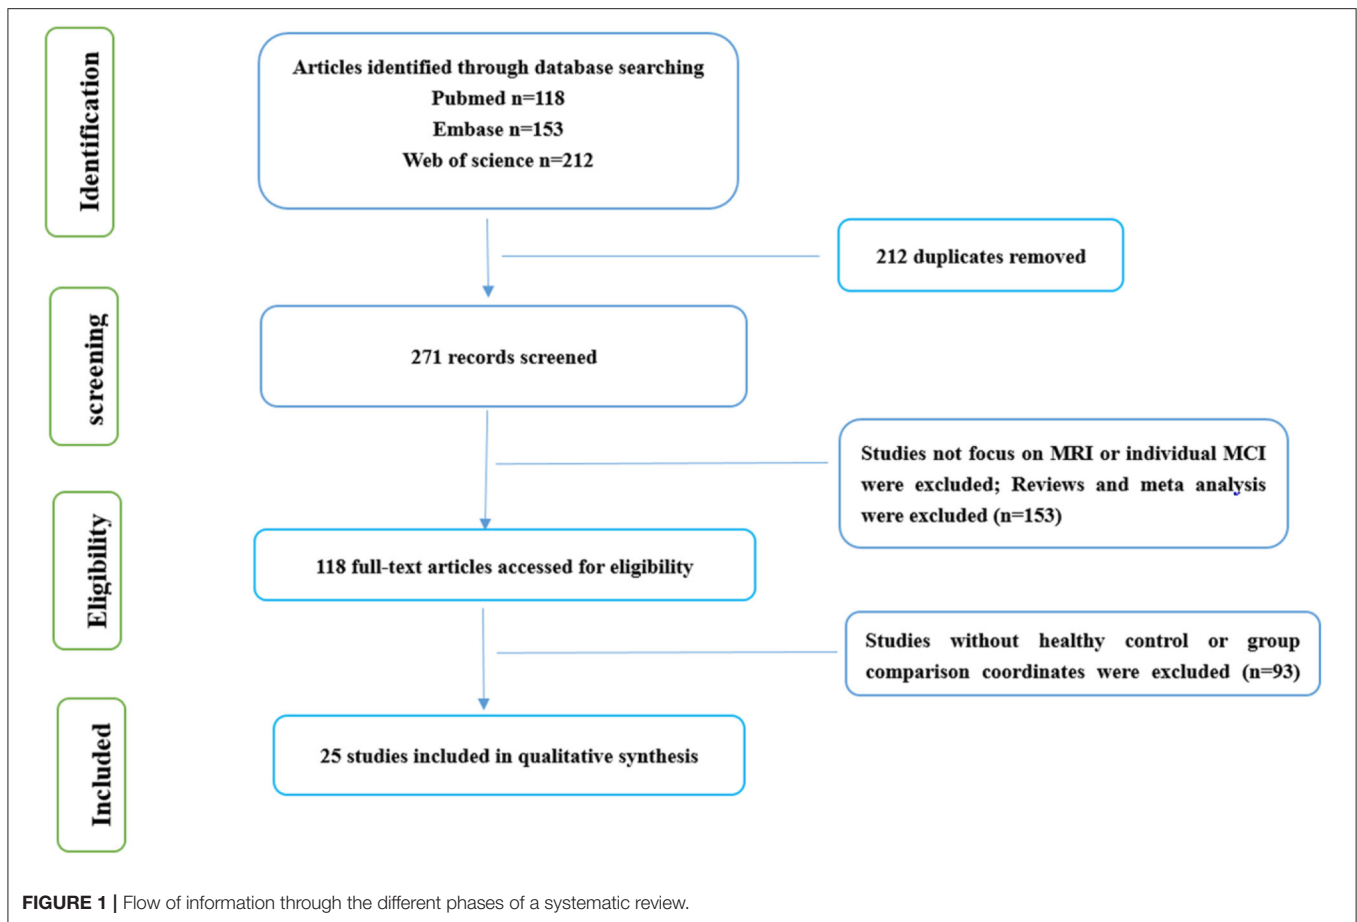 Identification
Articles identified through database searching
Pubmed n=118
Embase n=153
Web of science n=212
212 duplicates removed
screening
271 records screened
Studies not focus on MRI or individual MCI
were excluded; Reviews and meta analysis
were excluded (n=153)
Eligibility
118 full-text articles accessed for eligibility
Studies without healthy control or group
comparison coordinates were excluded (n=93)
Included
25 studies included in qualitative synthesis
FIGURE 1 | Flow of information through the different phases of a systematic review.